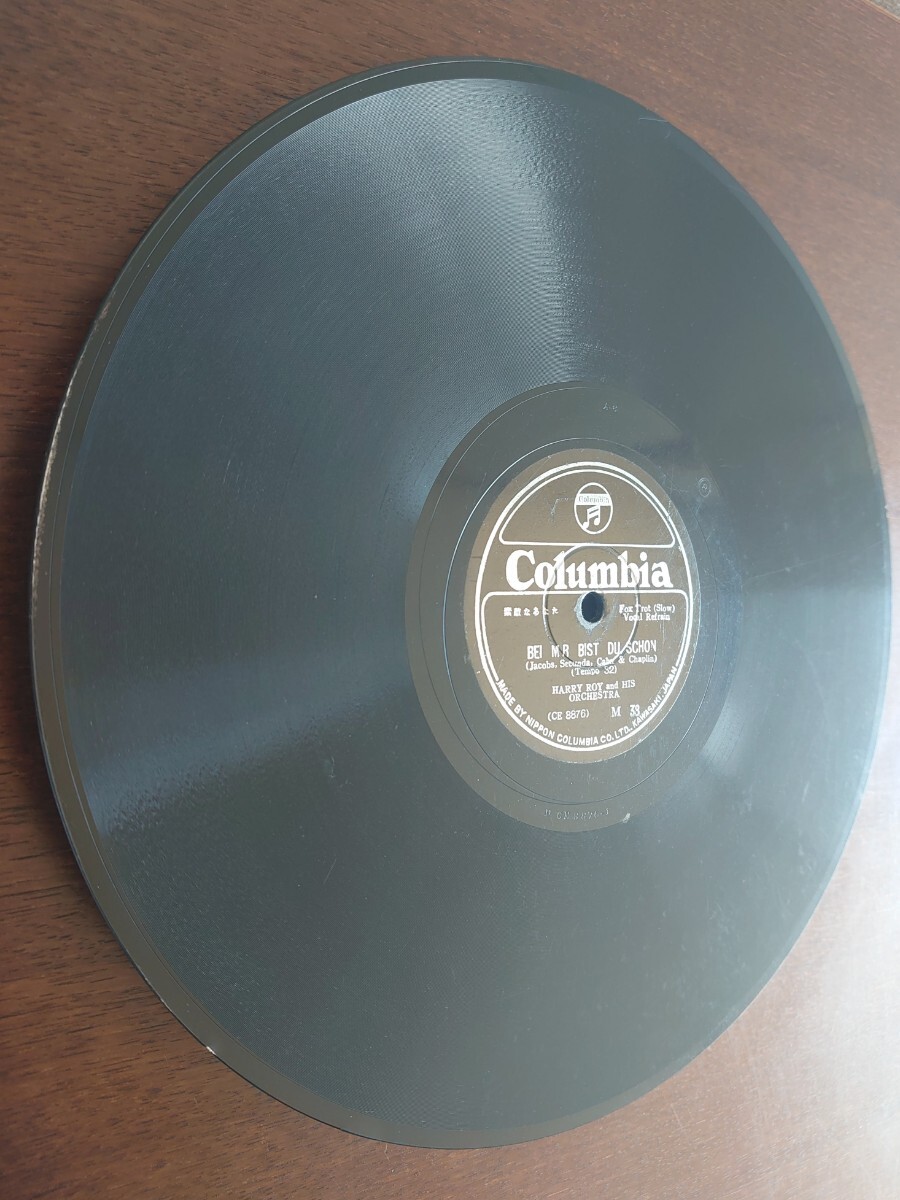 Columbia
Columbia
素敵なあなた
Fox Trot (Slow)
Vocal Refrain
BEI MIR BIST DU SCHON
(Jacobs, Secunda, Cahn & Chaplin)
(Tempo 32)
HARRY ROY and HIS
ORCHESTRA
(CE 8876) M 39
MADE BY NIPPON COLUMBIA CO. LTD., KAWASAKI, JAPAN